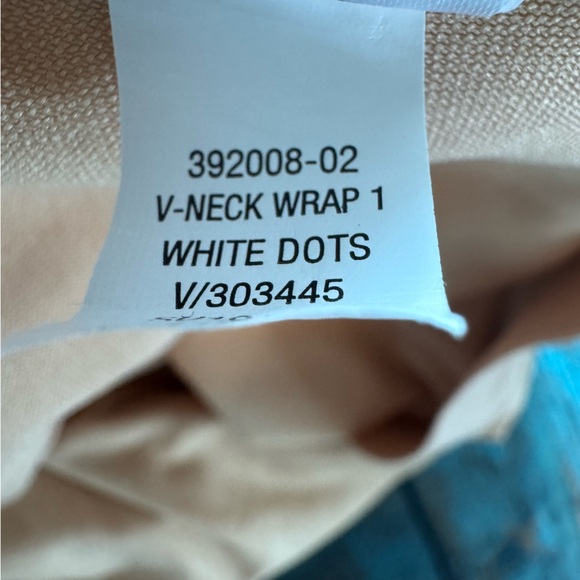 392008-02
V-NECK WRAP 1
WHITE DOTS
V/303445